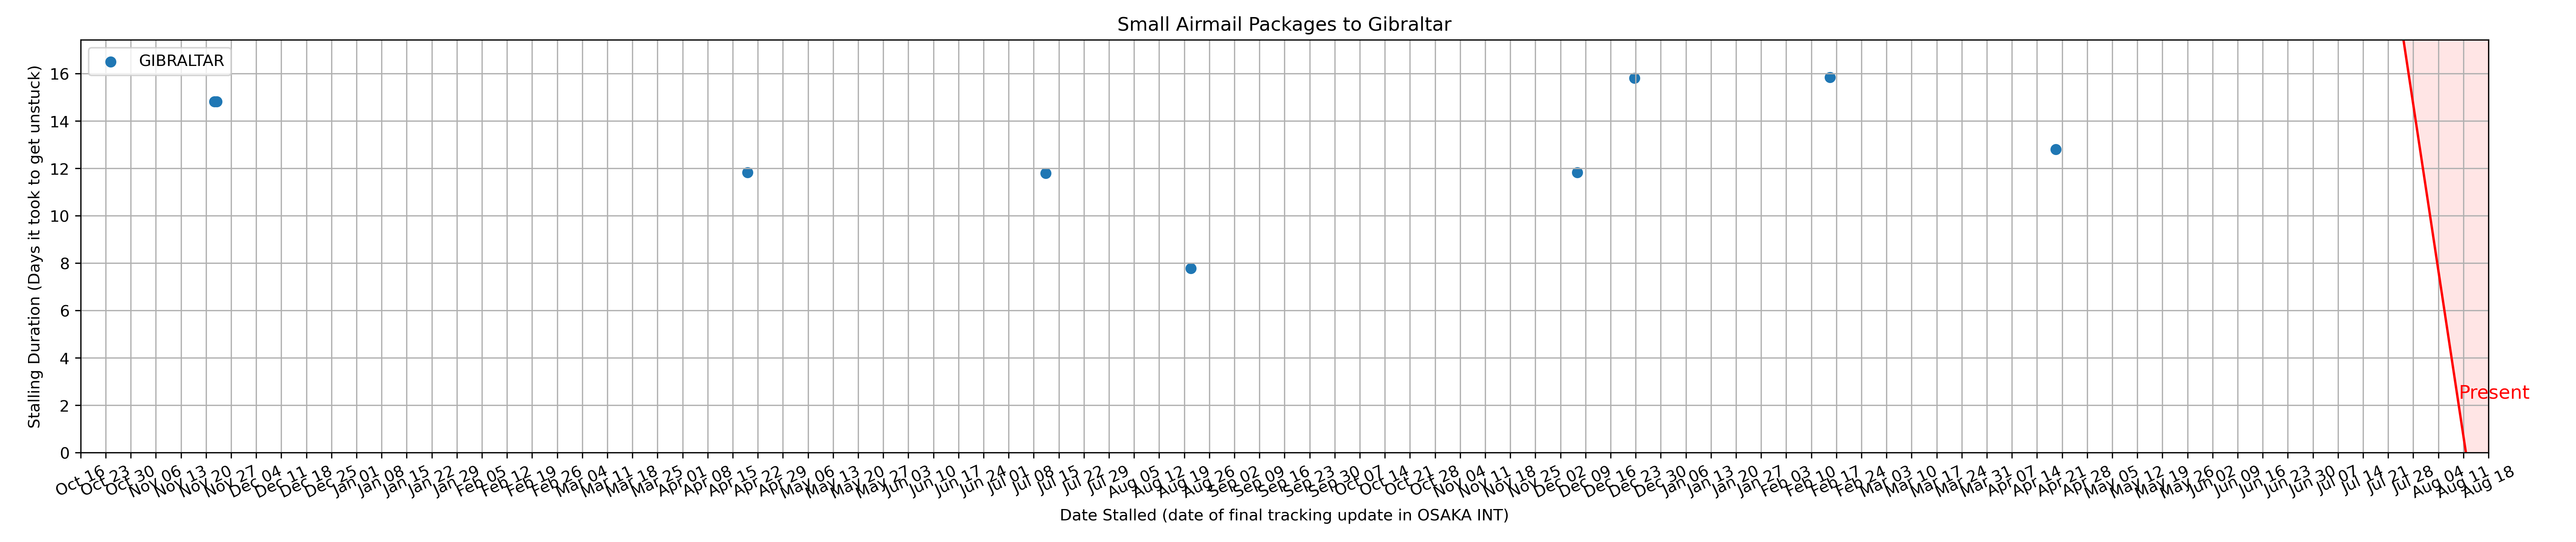 Small Airmail Packages to Gibraltar
GIBRALTAR
Stalling Duration (Days it took to get unstuck)
16
14
12
10
8
6
4
2
0
Present
Oct 16
Oct 23
Oct 30
Nov 06
Nov 13
Nov 20
Nov 27
Dec 04
Dec 11
Dec 18
Dec 25
Jan 01
Jan 08
Jan 15
Jan 22
Jan 29
Feb 05
Feb 12
Feb 19
Feb 26
Mar 04
Mar 11
Mar 18
Mar 25
Apr 01
Apr 08
Apr 15
Apr 22
Apr 29
May 06
May 13
May 20
May 27
Jun 03
Jun 10
Jun 17
Jun 24
Jul 01
Jul 08
Jul 15
Jul 22
Jul 29
Aug 05
Aug 12
Aug 19
Aug 26
Sep 02
Sep 09
Sep 16
Sep 23
Sep 30
Oct 07
Oct 14
Oct 21
Oct 28
Nov 04
Nov 11
Nov 18
Nov 25
Dec 02
Dec 09
Dec 16
Dec 23
Dec 30
Jan 06
Jan 13
Jan 20
Jan 27
Feb 03
Feb 10
Feb 17
Feb 24
Mar 03
Mar 10
Mar 17
Mar 24
Mar 31
Apr 07
Apr 14
Apr 21
Apr 28
May 05
May 12
May 19
May 26
Jun 02
Jun 09
Jun 16
Jun 23
Jun 30
Jul 07
Jul 14
Jul 21
Jul 28
Aug 04
Aug 11
Aug 18
Date Stalled (date of final tracking update in OSAKA INT)